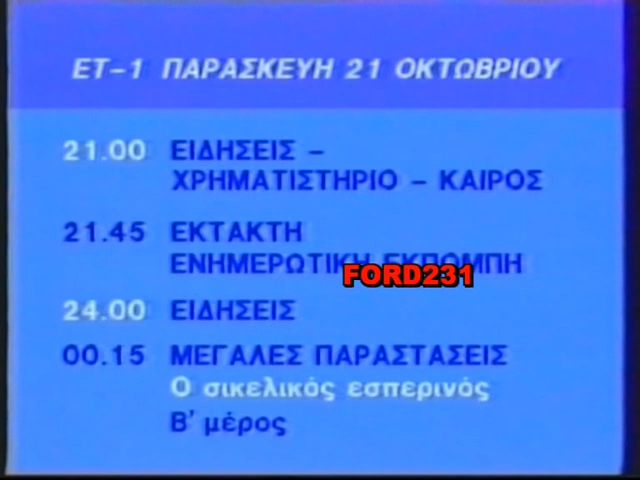 ΕΤ-1 ΠΑΡΑΣΚΕΥΗ 21 ΟΚΤΩΒΡΙΟΥ
21.00 ΕΙΔΗΣΕΙΣ –
ΧΡΗΜΑΤΙΣΤΗΡΙΟ – ΚΑΙΡΟΣ
21.45 ΕΚΤΑΚΤΗ
ΕΝΗΜΕΡΩΤΙΚΗ ΕΚΠΟΜΠΗ
FORD231
24.00 ΕΙΔΗΣΕΙΣ
00.15 ΜΕΓΑΛΕΣ ΠΑΡΑΣΤΑΣΕΙΣ
Ο σικελικός εσπερινός
Β' μέρος